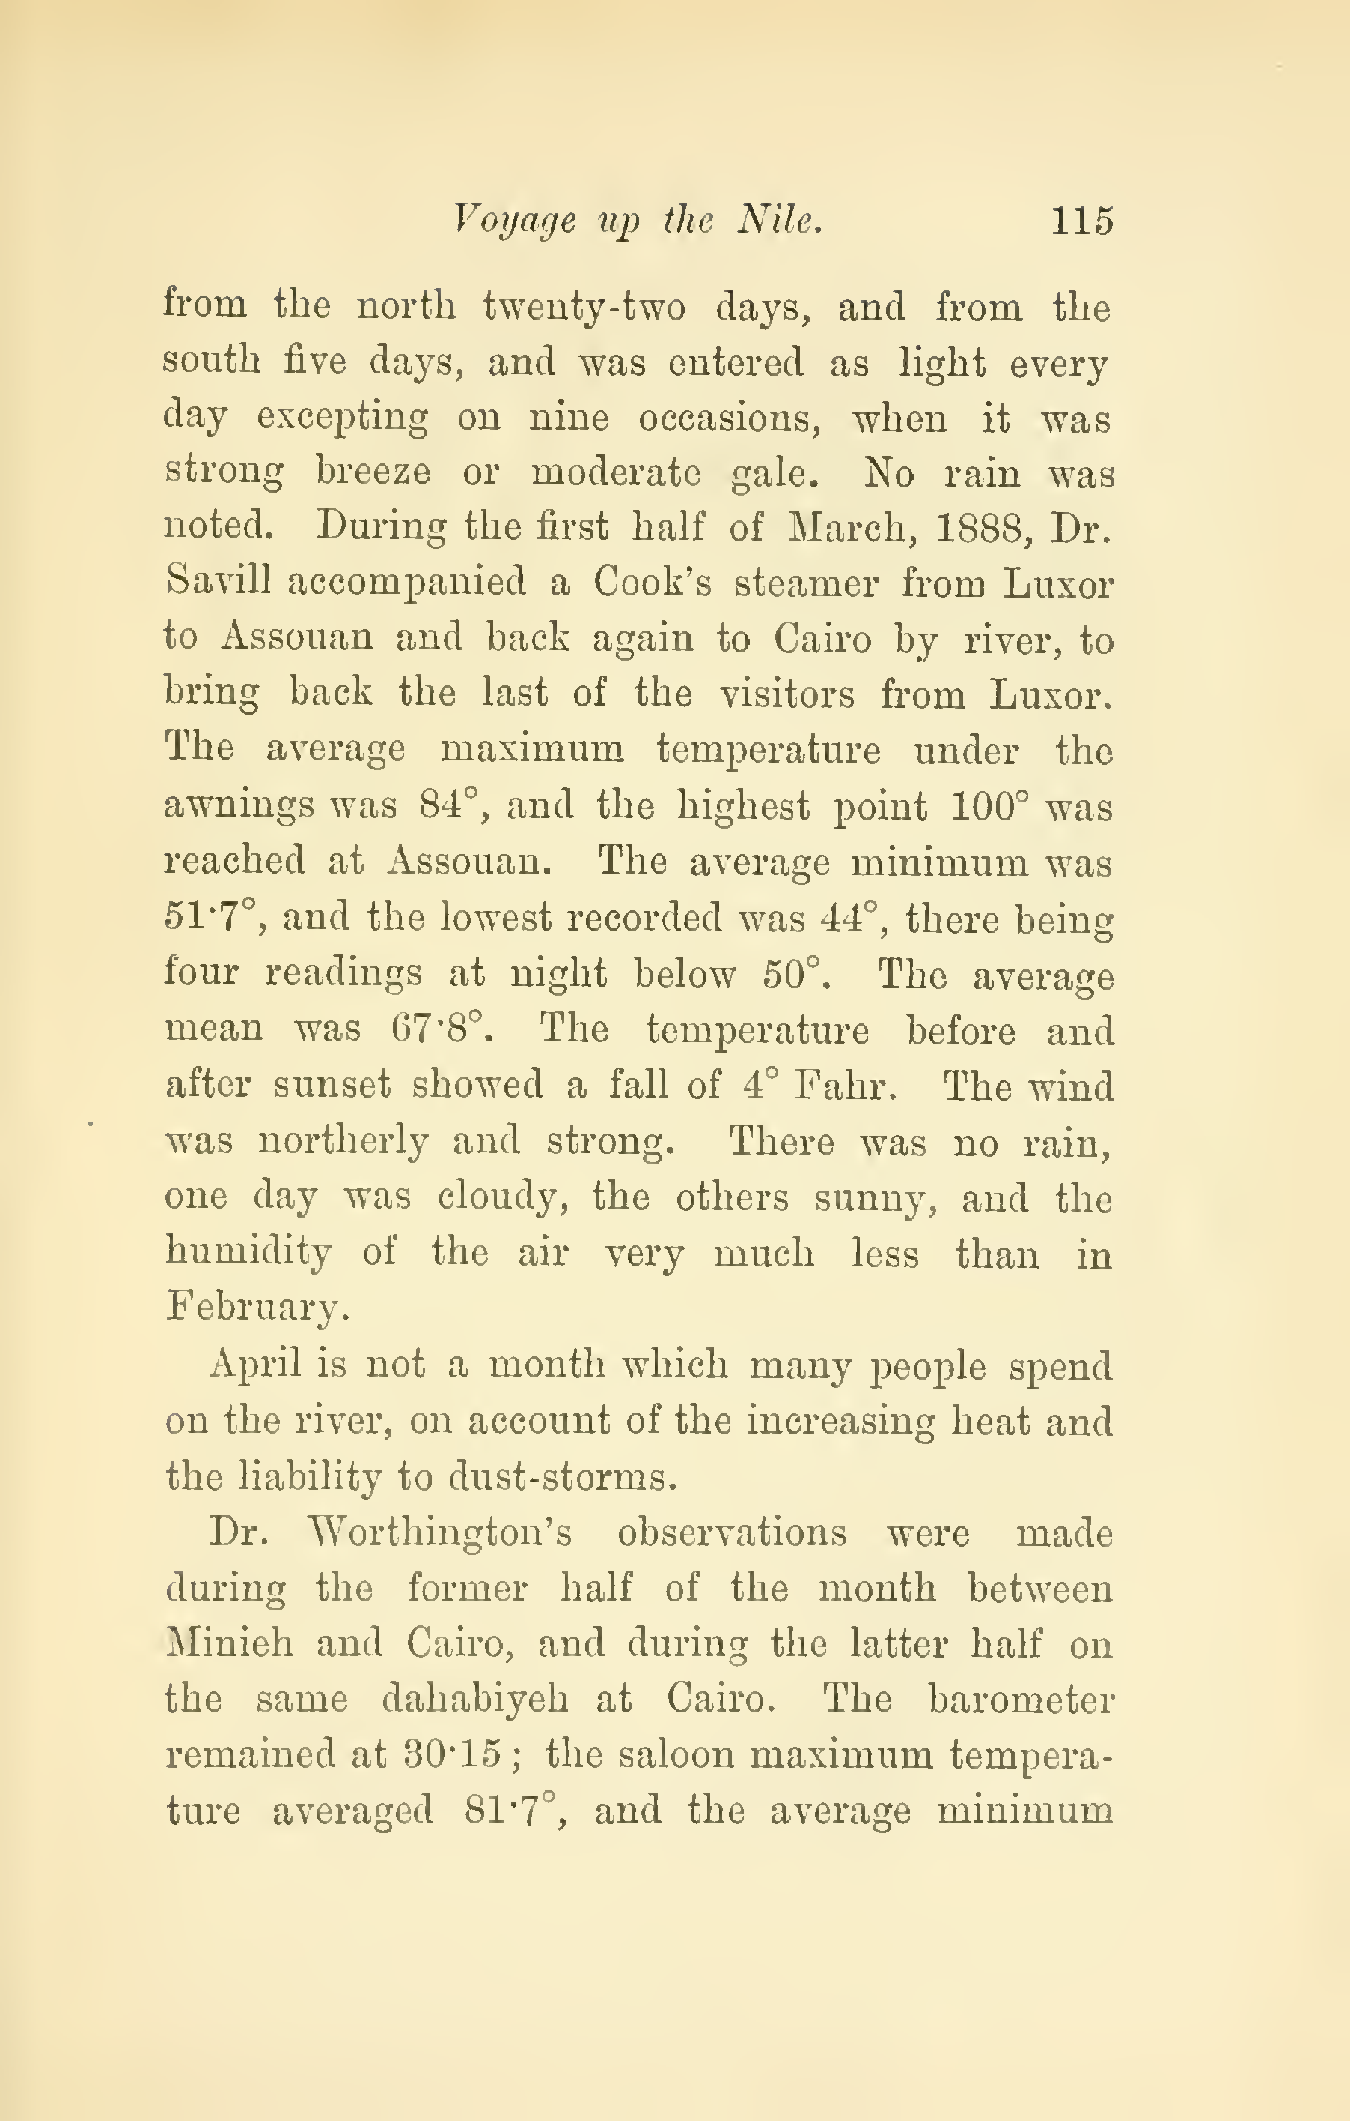 Voyage up the Nile. 115
from the north twenty-two days, and from the
south five days, and was entered as light every
day excepting on nine occasions, when it was
strong breeze or moderate gale. No rain was
noted. During the first half of March, 1888, Dr.
Savill accompanied a Cook's steamer from Luxor
to Assouan and back again to Cairo by river, to
bring back the last of the visitors from Luxor.
The average maximum temperature under the
awnings was 84°, and the highest point 100° was
reached at Assouan. The average minimum was
51·7°, and the lowest recorded was 44°, there being
four readings at night below 50°. The average
mean was 67·8°. The temperature before and
after sunset showed a fall of 4° Fahr. The wind
was northerly and strong. There was no rain,
one day was cloudy, the others sunny, and the
humidity of the air very much less than in
February.
April is not a month which many people spend
on the river, on account of the increasing heat and
the liability to dust-storms.
Dr. Worthington's observations were made
during the former half of the month between
Minieh and Cairo, and during the latter half on
the same dahabiyeh at Cairo. The barometer
remained at 30·15; the saloon maximum tempera-
ture averaged 81·7°, and the average minimum